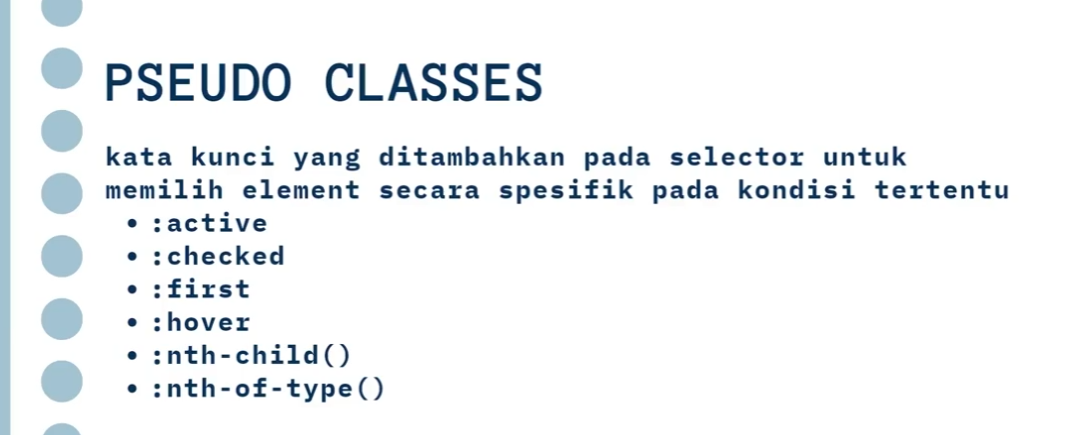 PSEUDO CLASSES
kata kunci yang ditambahkan pada selector untuk
memilih element secara spesifik pada kondisi tertentu
• :active
• :checked
• :first
• :hover
• :nth-child()
• :nth-of-type()